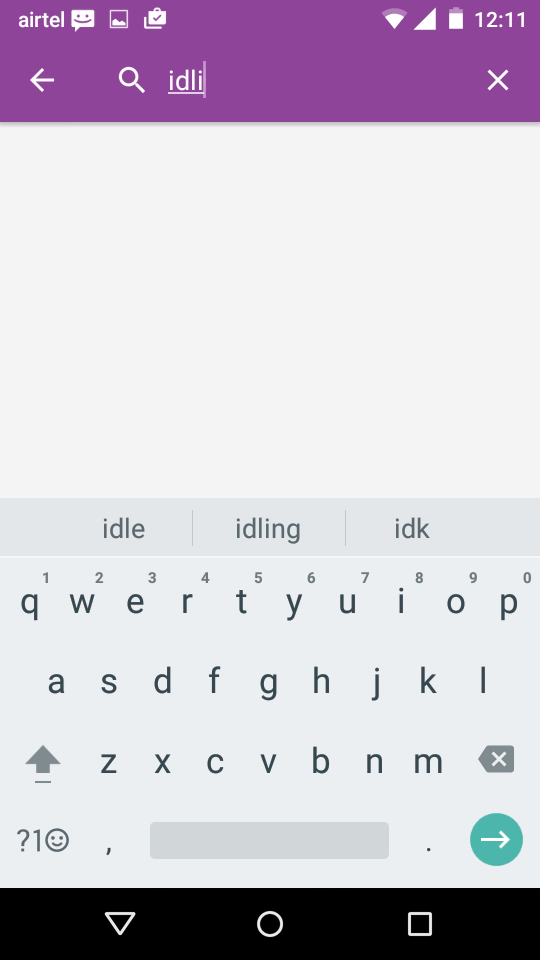 airtel 12:11
idli
idle idling idk
1 2 3 4 5 6 7 8 9 0
q w e r t y u i o p
a s d f g h j k l
z x c v b n m
?1☺ , .